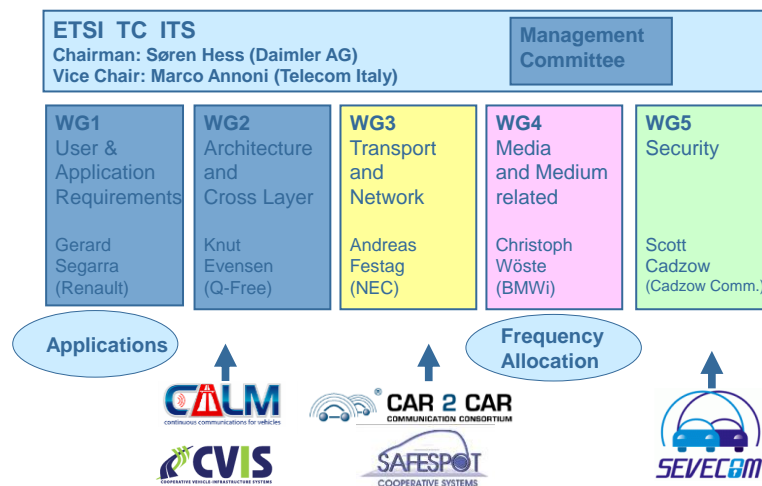 ETSI TC ITS
Chairman: Søren Hess (Daimler AG)
Vice Chair: Marco Annoni (Telecom Italy)
Management
Committee
WG1
User &
Application
Requirements
Gerard
Segarra
(Renault)
WG2
Architecture
and
Cross Layer
Knut
Evensen
(Q-Free)
WG3
Transport
and
Network
Andreas
Festag
(NEC)
WG4
Media
and Medium
related
Christoph
Wöste
(BMWi)
WG5
Security
Scott
Cadzow
(Cadzow Comm.)
Applications
Frequency
Allocation
CALM
continuous communications for vehicles
CVIS
COOPERATIVE VEHICLE-INFRASTRUCTURE SYSTEMS
® CAR 2 CAR
COMMUNICATION CONSORTIUM
SAFESPOT
COOPERATIVE SYSTEMS
SEVECOM